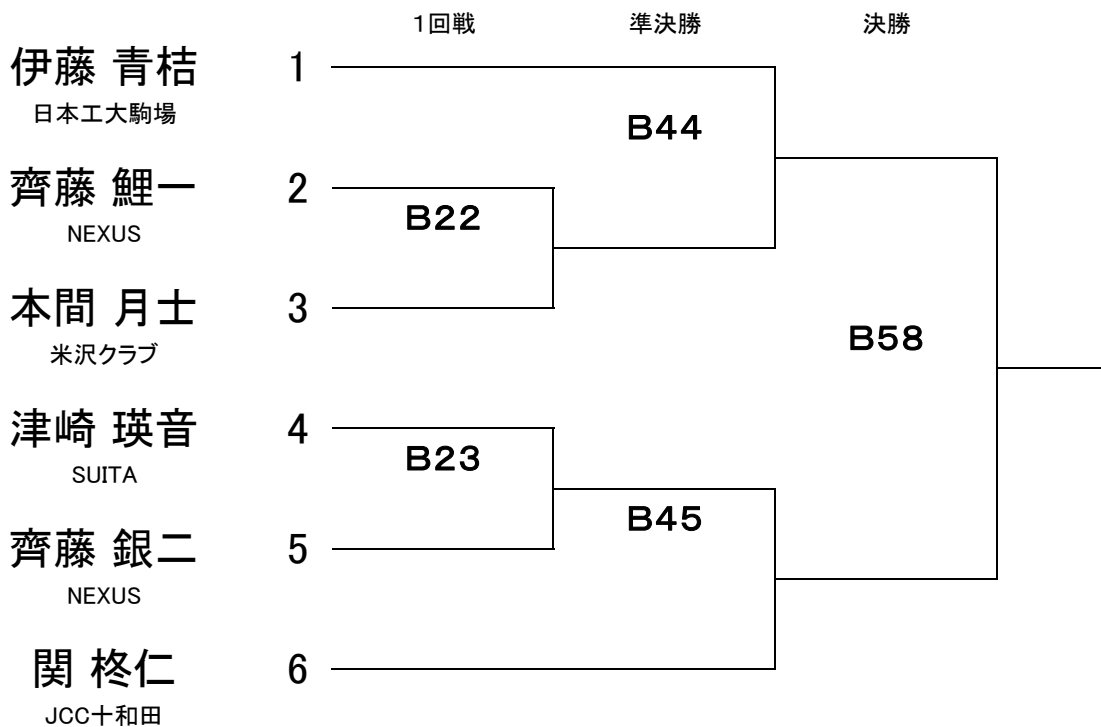 1回戦 準決勝 決勝
伊藤 青桔 1
日本工大駒場
B44
齊藤 鯉一 2
NEXUS
B22
本間 月士 3
米沢クラブ
B58
津崎 瑛音 4
SUITA
B23
B45
齊藤 銀二 5
NEXUS
関 柊仁 6
JCC十和田